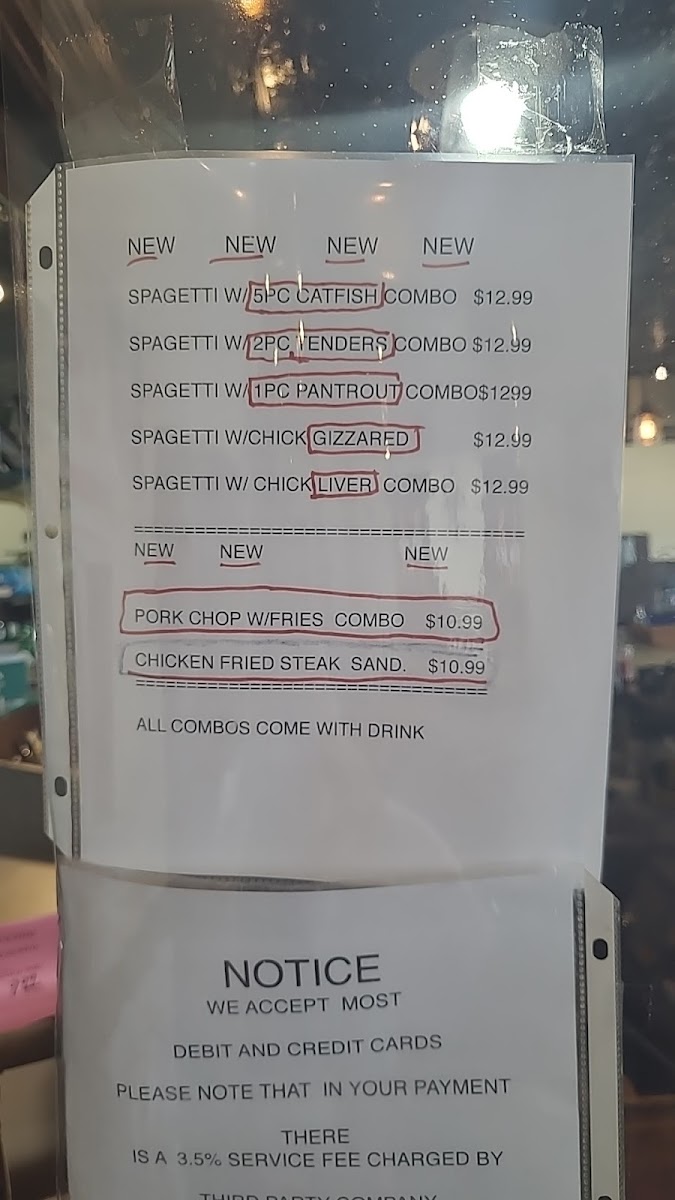 NEW NEW NEW NEW
SPAGETTI W/ 5PC CATFISH COMBO $12.99
SPAGETTI W/ 2PC TENDERS COMBO $12.99
SPAGETTI W/ 1PC PANTROUT COMBO$1299
SPAGETTI W/CHICK GIZZARED $12.99
SPAGETTI W/ CHICK LIVER COMBO $12.99
===================================
NEW NEW NEW
PORK CHOP W/FRIES COMBO $10.99
CHICKEN FRIED STEAK SAND. $10.99
===================================
ALL COMBOS COME WITH DRINK
NOTICE
WE ACCEPT MOST
DEBIT AND CREDIT CARDS
PLEASE NOTE THAT IN YOUR PAYMENT
THERE
IS A 3.5% SERVICE FEE CHARGED BY
THIRD PARTY COMPANY